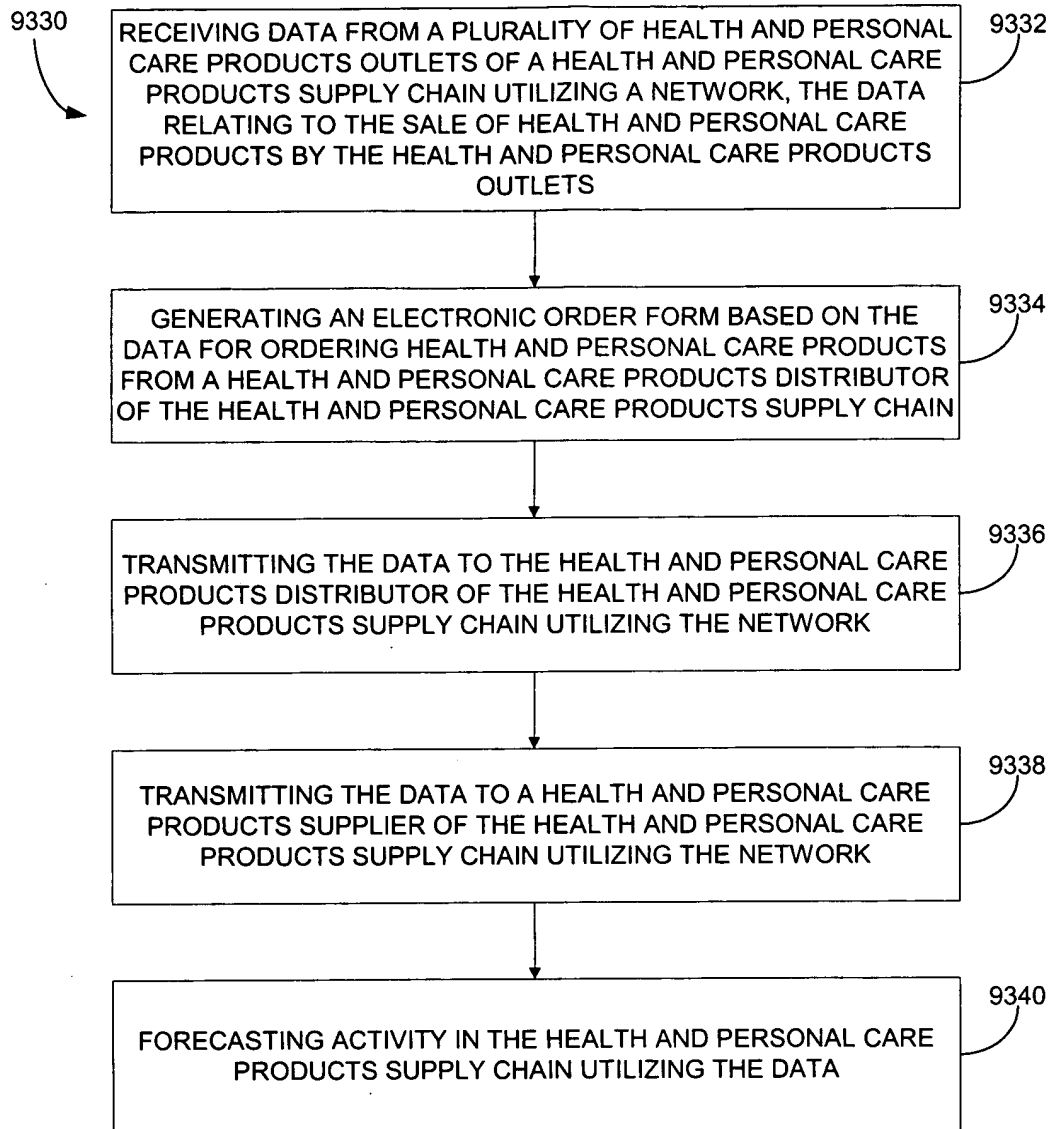 9330
RECEIVING DATA FROM A PLURALITY OF HEALTH AND PERSONAL
CARE PRODUCTS OUTLETS OF A HEALTH AND PERSONAL CARE
PRODUCTS SUPPLY CHAIN UTILIZING A NETWORK, THE DATA
RELATING TO THE SALE OF HEALTH AND PERSONAL CARE
PRODUCTS BY THE HEALTH AND PERSONAL CARE PRODUCTS
OUTLETS
9332
GENERATING AN ELECTRONIC ORDER FORM BASED ON THE
DATA FOR ORDERING HEALTH AND PERSONAL CARE PRODUCTS
FROM A HEALTH AND PERSONAL CARE PRODUCTS DISTRIBUTOR
OF THE HEALTH AND PERSONAL CARE PRODUCTS SUPPLY CHAIN
9334
TRANSMITTING THE DATA TO THE HEALTH AND PERSONAL CARE
PRODUCTS DISTRIBUTOR OF THE HEALTH AND PERSONAL CARE
PRODUCTS SUPPLY CHAIN UTILIZING THE NETWORK
9336
TRANSMITTING THE DATA TO A HEALTH AND PERSONAL CARE
PRODUCTS SUPPLIER OF THE HEALTH AND PERSONAL CARE
PRODUCTS SUPPLY CHAIN UTILIZING THE NETWORK
9338
FORECASTING ACTIVITY IN THE HEALTH AND PERSONAL CARE
PRODUCTS SUPPLY CHAIN UTILIZING THE DATA
9340